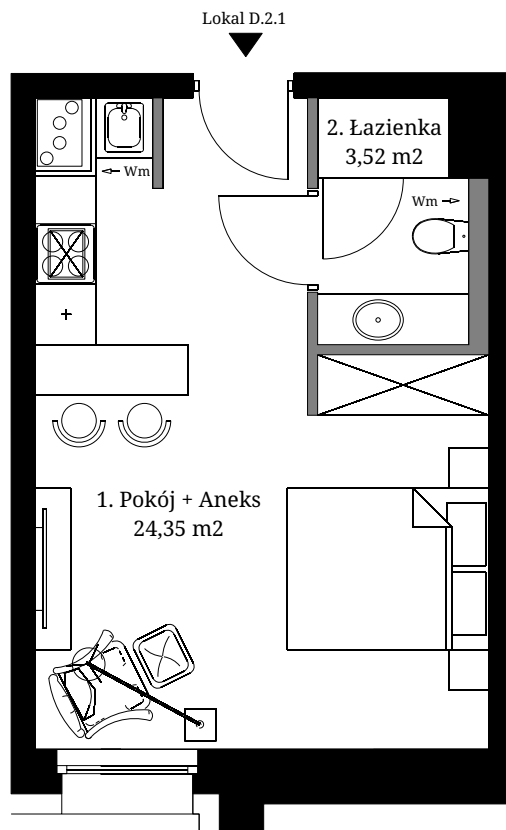 Lokal D.2.1
2. Łazienka
3,52 m2
Wm
Wm
1. Pokój + Aneks
24,35 m2